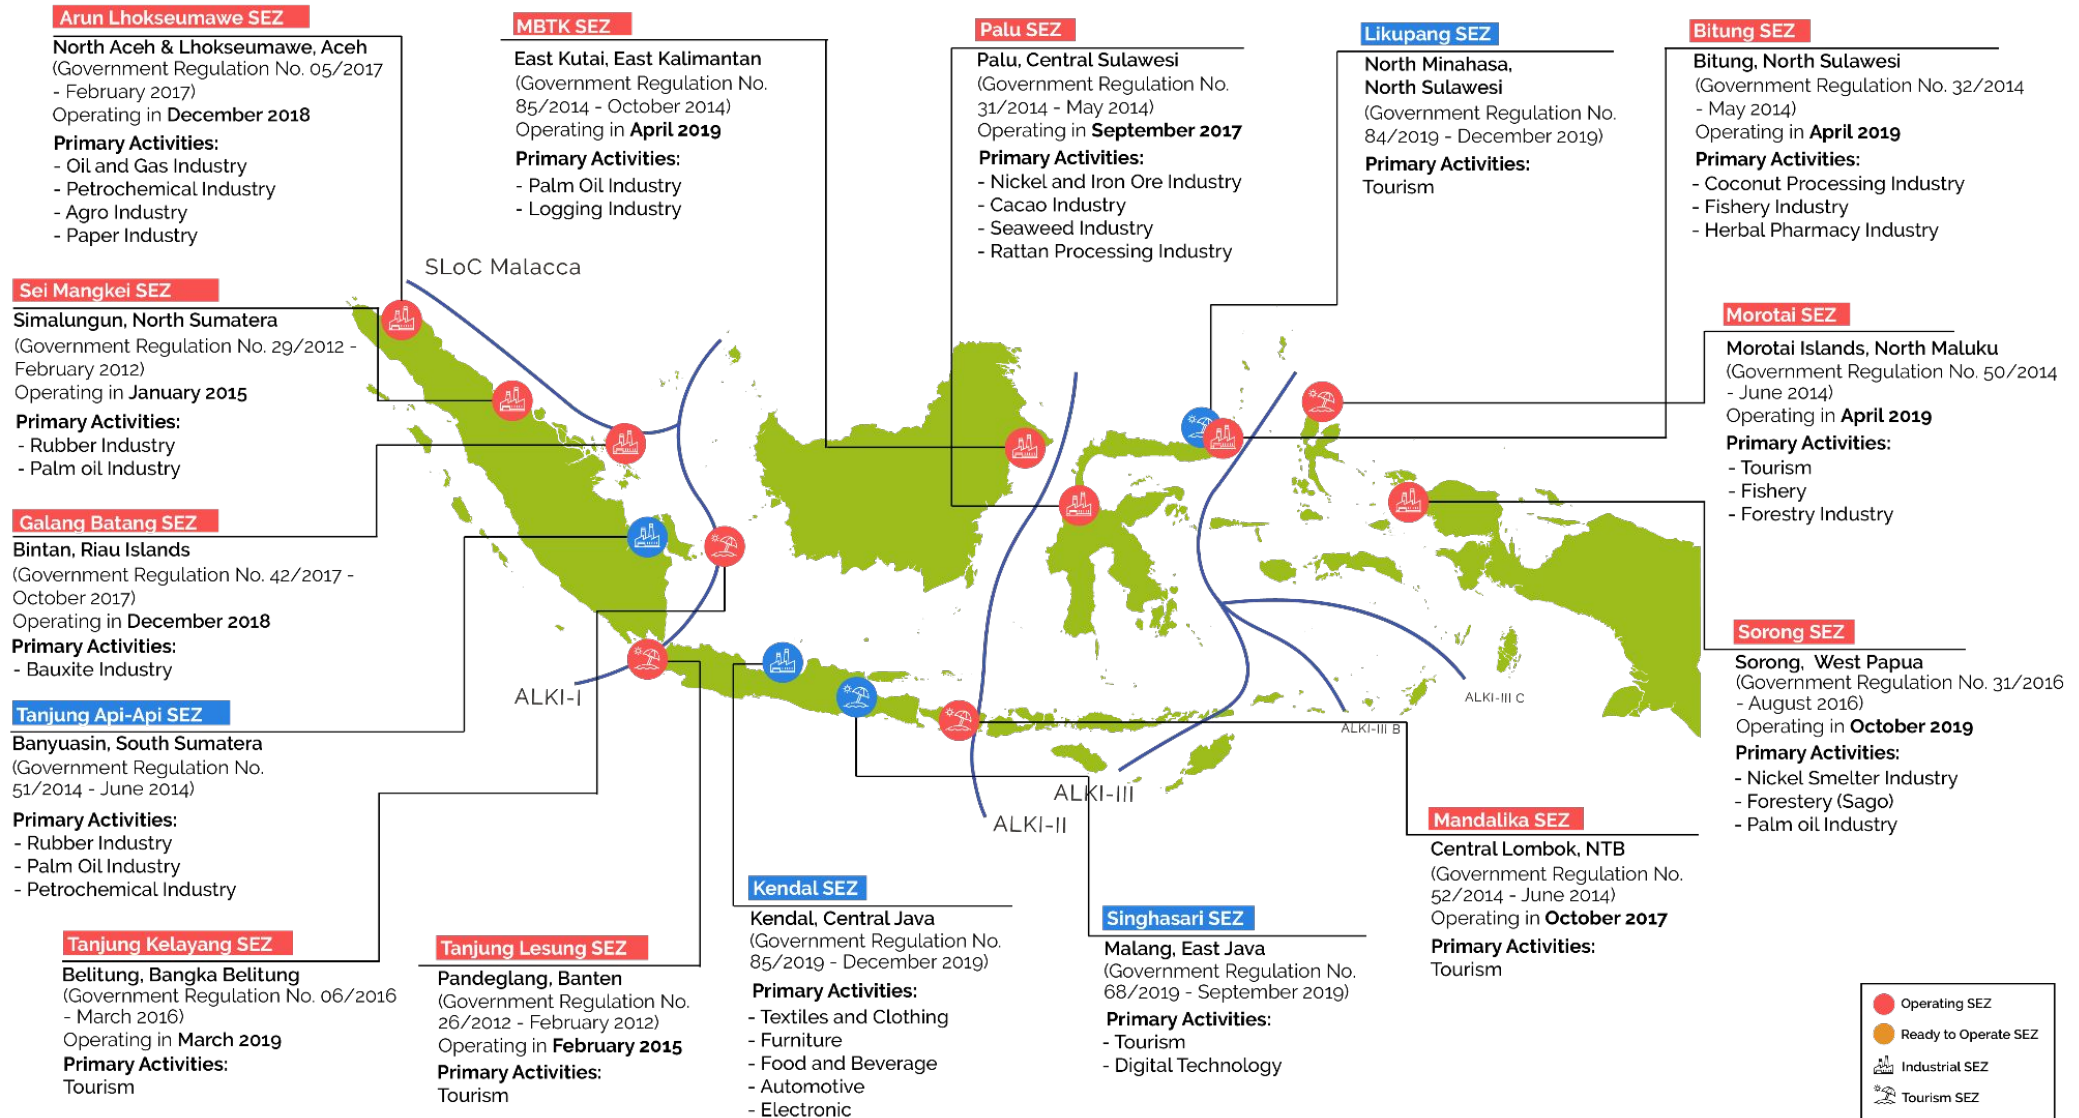 Arun Lhokseumawe SEZ
North Aceh & Lhokseumawe, Aceh
(Government Regulation No. 05/2017
- February 2017)
Operating in December 2018
Primary Activities:
- Oil and Gas Industry
- Petrochemical Industry
- Agro Industry
- Paper Industry
MBTK SEZ
East Kutai, East Kalimantan
(Government Regulation No.
85/2014 - October 2014)
Operating in April 2019
Primary Activities:
- Palm Oil Industry
- Logging Industry
Palu SEZ
Palu, Central Sulawesi
(Government Regulation No.
31/2014 - May 2014)
Operating in September 2017
Primary Activities:
- Nickel and Iron Ore Industry
- Cacao Industry
- Seaweed Industry
- Rattan Processing Industry
Likupang SEZ
North Minahasa,
North Sulawesi
(Government Regulation No.
84/2019 - December 2019)
Primary Activities:
Tourism
Bitung SEZ
Bitung, North Sulawesi
(Government Regulation No. 32/2014
- May 2014)
Operating in April 2019
Primary Activities:
- Coconut Processing Industry
- Fishery Industry
- Herbal Pharmacy Industry
SLoC Malacca
Sei Mangkei SEZ
Simalungun, North Sumatera
(Government Regulation No. 29/2012 -
February 2012)
Operating in January 2015
Primary Activities:
- Rubber Industry
- Palm oil Industry
Morotai SEZ
Morotai Islands, North Maluku
(Government Regulation No. 50/2014
- June 2014)
Operating in April 2019
Primary Activities:
- Tourism
- Fishery
- Forestry Industry
Galang Batang SEZ
Bintan, Riau Islands
(Government Regulation No. 42/2017 -
October 2017)
Operating in December 2018
Primary Activities:
- Bauxite Industry
Sorong SEZ
Sorong, West Papua
(Government Regulation No. 31/2016
- August 2016)
Operating in October 2019
Primary Activities:
- Nickel Smelter Industry
- Forestery (Sago)
- Palm oil Industry
ALKI-I
ALKI-II
ALKI-III
ALKI-III B
ALKI-III C
Tanjung Api-Api SEZ
Banyuasin, South Sumatera
(Government Regulation No.
51/2014 - June 2014)
Primary Activities:
- Rubber Industry
- Palm Oil Industry
- Petrochemical Industry
Mandalika SEZ
Central Lombok, NTB
(Government Regulation No.
52/2014 - June 2014)
Operating in October 2017
Primary Activities:
Tourism
Tanjung Kelayang SEZ
Belitung, Bangka Belitung
(Government Regulation No. 06/2016
- March 2016)
Operating in March 2019
Primary Activities:
Tourism
Tanjung Lesung SEZ
Pandeglang, Banten
(Government Regulation No.
26/2012 - February 2012)
Operating in February 2015
Primary Activities:
Tourism
Kendal SEZ
Kendal, Central Java
(Government Regulation No.
85/2019 - December 2019)
Primary Activities:
- Textiles and Clothing
- Furniture
- Food and Beverage
- Automotive
- Electronic
Singhasari SEZ
Malang, East Java
(Government Regulation No.
68/2019 - September 2019)
Primary Activities:
- Tourism
- Digital Technology
Operating SEZ
Ready to Operate SEZ
Industrial SEZ
Tourism SEZ